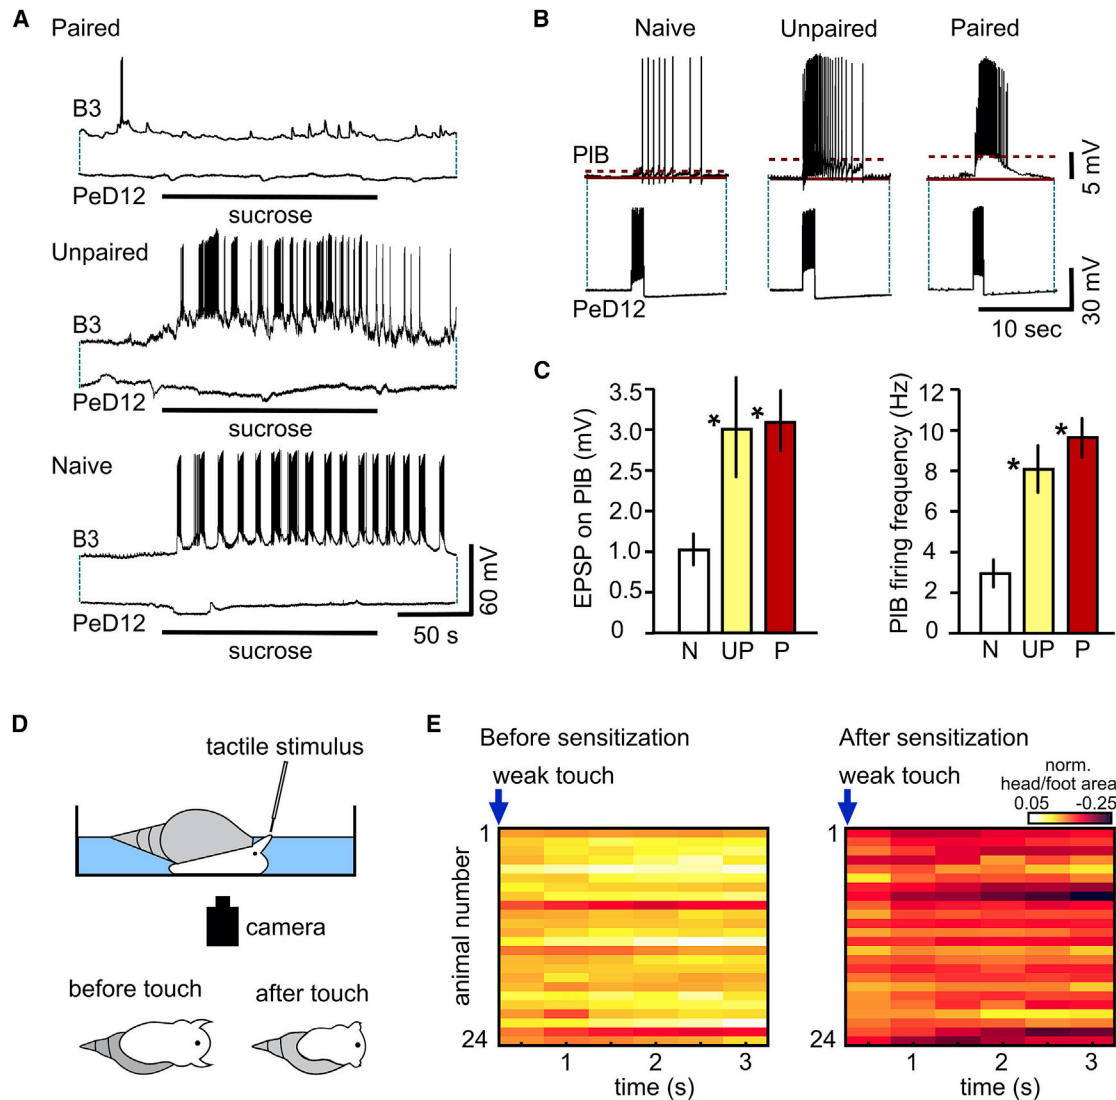 A
Paired
B3
PeD12
sucrose
Unpaired
B3
PeD12
sucrose
Naive
B3
PeD12
sucrose
60 mV
50 s
B
Naive
Unpaired
Paired
PIB
5 mV
PeD12
30 mV
10 sec
C
EPSP on PIB (mV)
3.5
3.0
2.5
2.0
1.0
0.5
0
*
*
N
UP
P
PIB firing frequency (Hz)
12
10
8
6
4
2
0
*
*
N
UP
P
D
tactile stimulus
camera
before touch
after touch
E
Before sensitization
weak touch
animal number
1
24
1
2
3
time (s)
After sensitization
weak touch
norm.
head/foot area
0.05
-0.25
1
24
1
2
3
time (s)